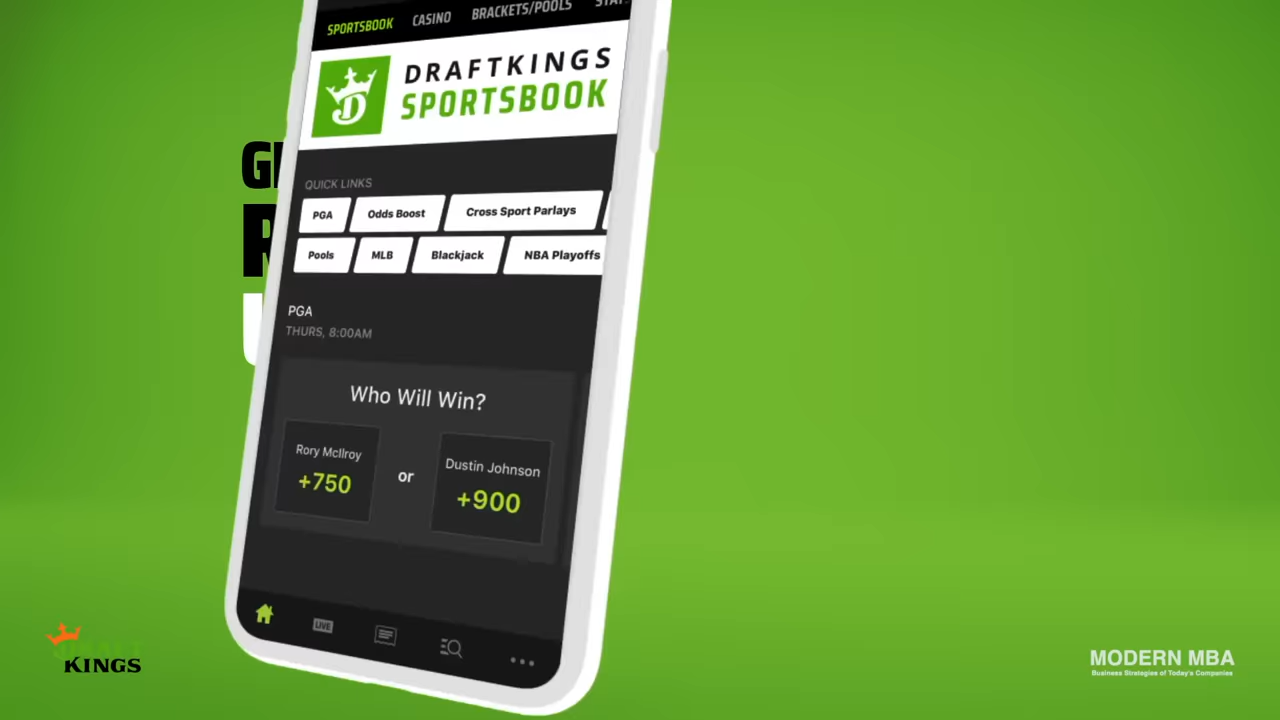 SPORTSBOOK CASINO BRACKETS/POOLS
DRAFTKINGS
SPORTSBOOK
QUICK LINKS
PGA Odds Boost Cross Sport Parlays
Pools MLB Blackjack NBA Playoffs
PGA
THURS, 8:00AM
Who Will Win?
Rory McIlroy
+750
or
Dustin Johnson
+900
LIVE
KINGS
MODERN MBA
Business Strategies of Today's Companies